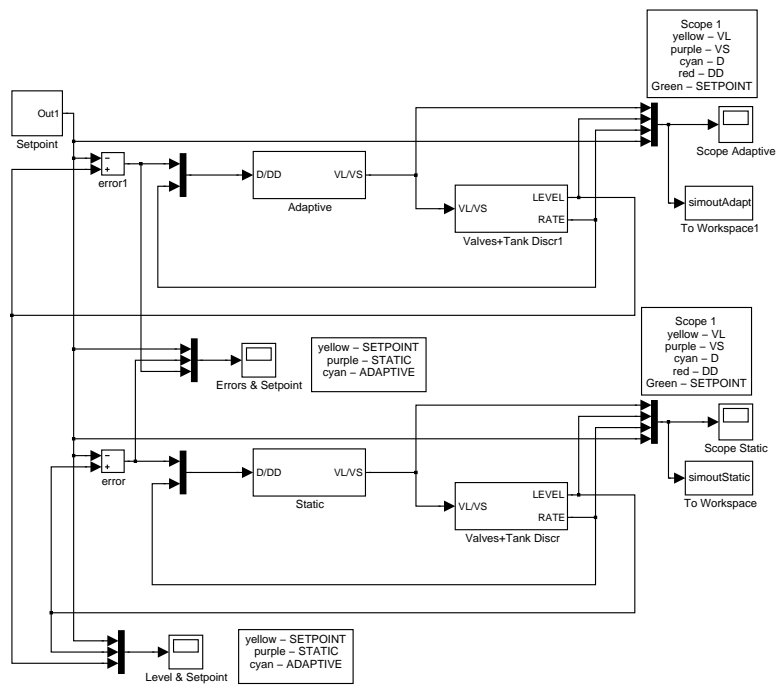 Scope 1
yellow – VL
purple – VS
cyan – D
red – DD
Green – SETPOINT
Out1
Setpoint
Scope Adaptive
–
+
error1
D/DD
VL/VS
Adaptive
VL/VS
LEVEL
RATE
Valves+Tank Discr1
simoutAdapt
To Workspace1
Scope 1
yellow – VL
purple – VS
cyan – D
red – DD
Green – SETPOINT
Errors & Setpoint
yellow – SETPOINT
purple – STATIC
cyan – ADAPTIVE
Scope Static
–
+
error
D/DD
VL/VS
Static
VL/VS
LEVEL
RATE
Valves+Tank Discr
simoutStatic
To Workspace
Level & Setpoint
yellow – SETPOINT
purple – STATIC
cyan – ADAPTIVE